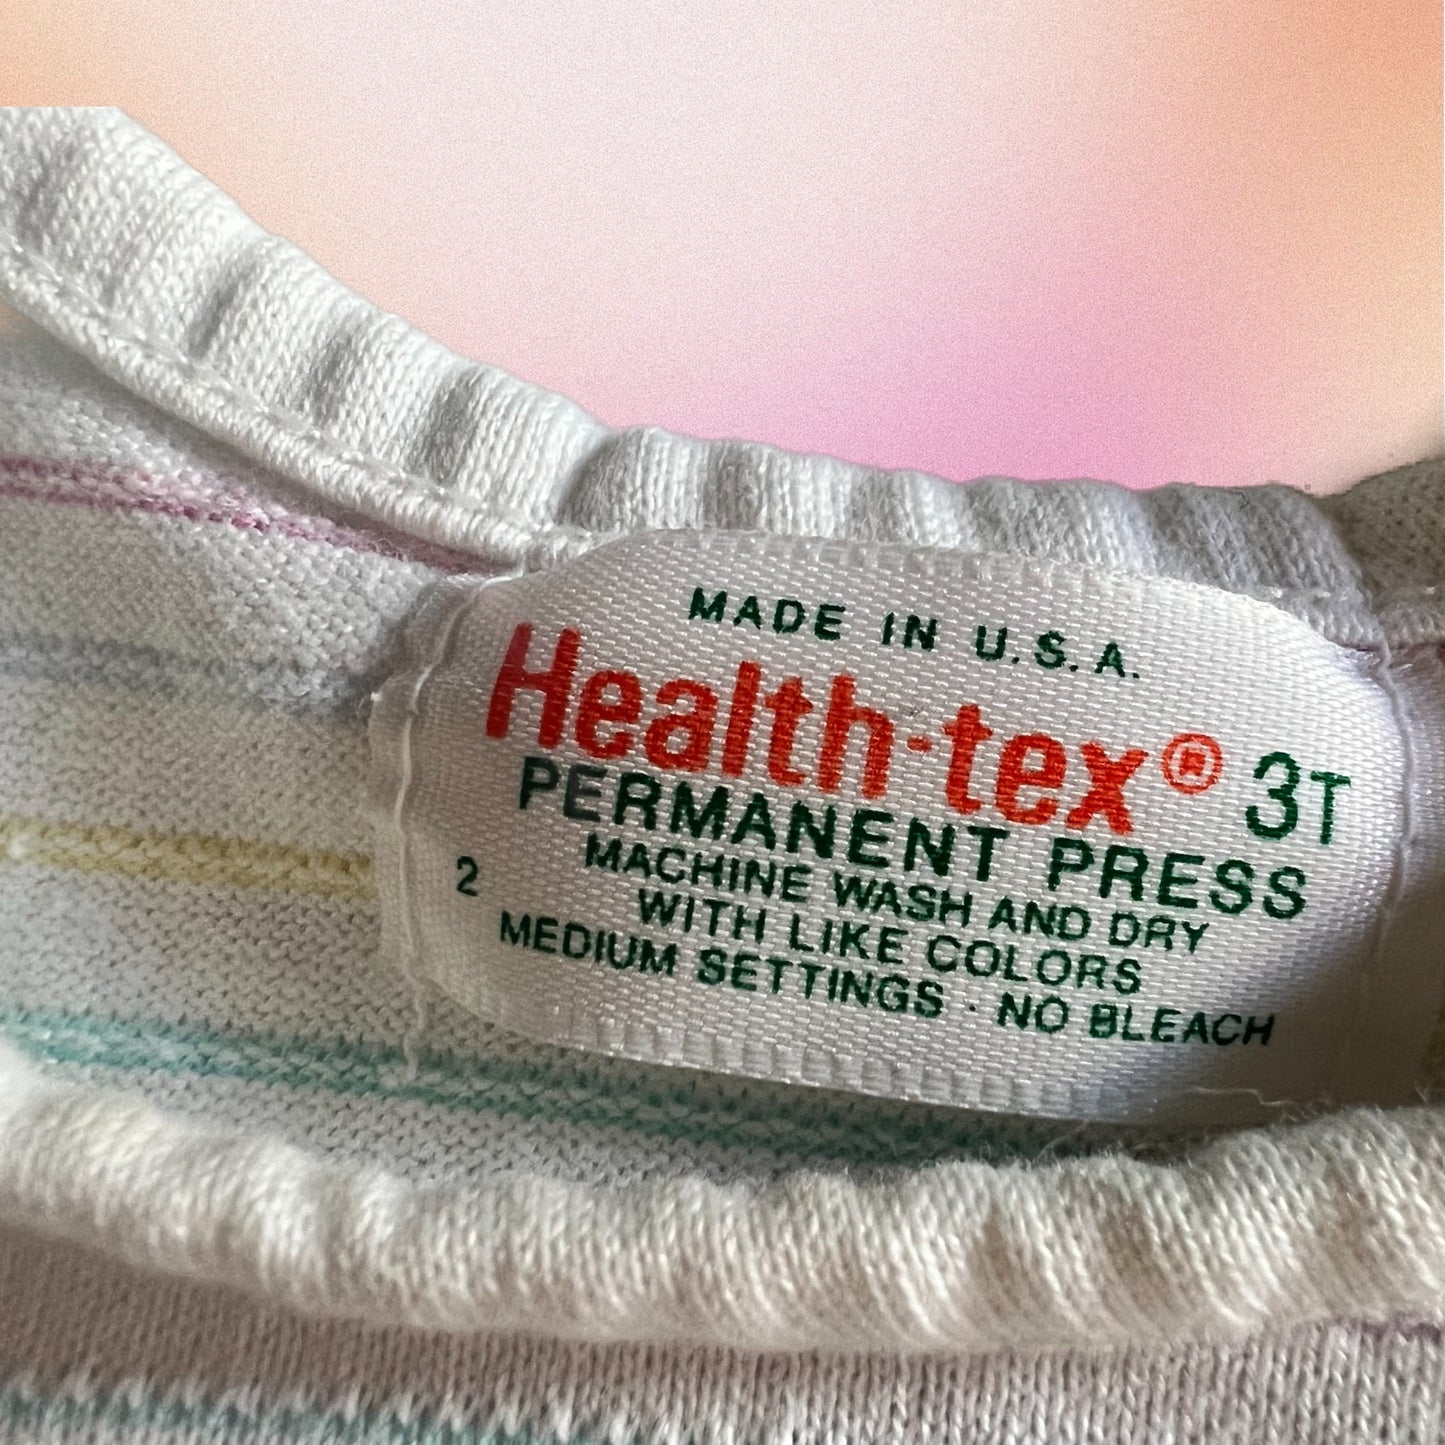 MADE IN U.S.A.
Health-tex® 3T
PERMANENT PRESS
2 MACHINE WASH AND DRY
WITH LIKE COLORS
MEDIUM SETTINGS · NO BLEACH